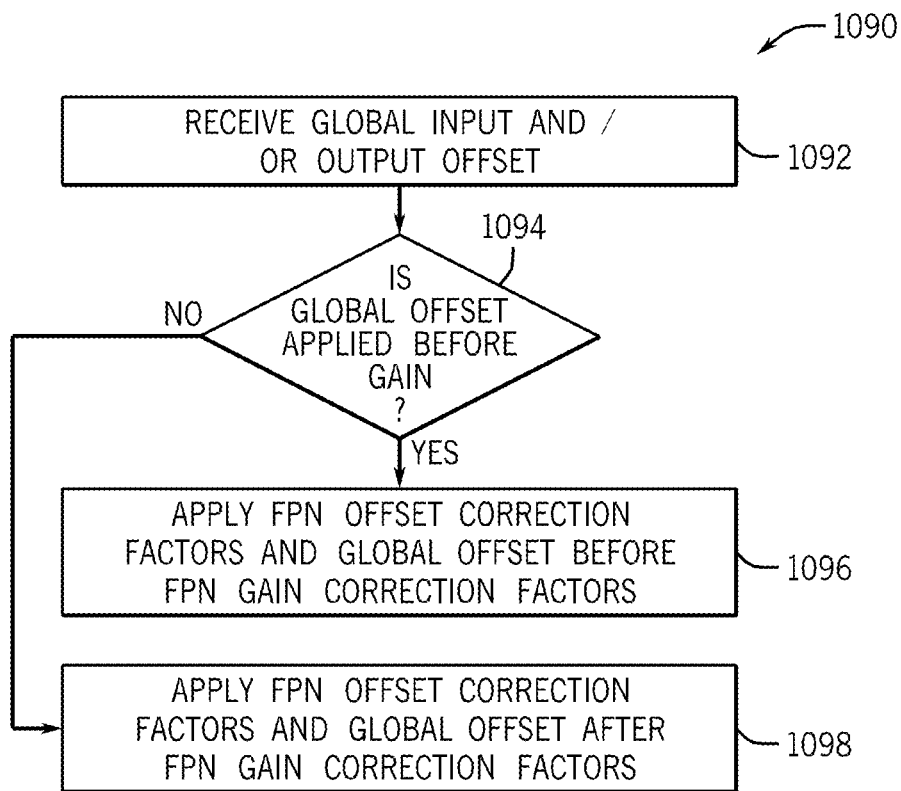 1090
RECEIVE GLOBAL INPUT AND /
OR OUTPUT OFFSET
1092
1094
IS
GLOBAL OFFSET
APPLIED BEFORE
GAIN
?
NO
YES
APPLY FPN OFFSET CORRECTION
FACTORS AND GLOBAL OFFSET BEFORE
FPN GAIN CORRECTION FACTORS
1096
APPLY FPN OFFSET CORRECTION
FACTORS AND GLOBAL OFFSET AFTER
FPN GAIN CORRECTION FACTORS
1098